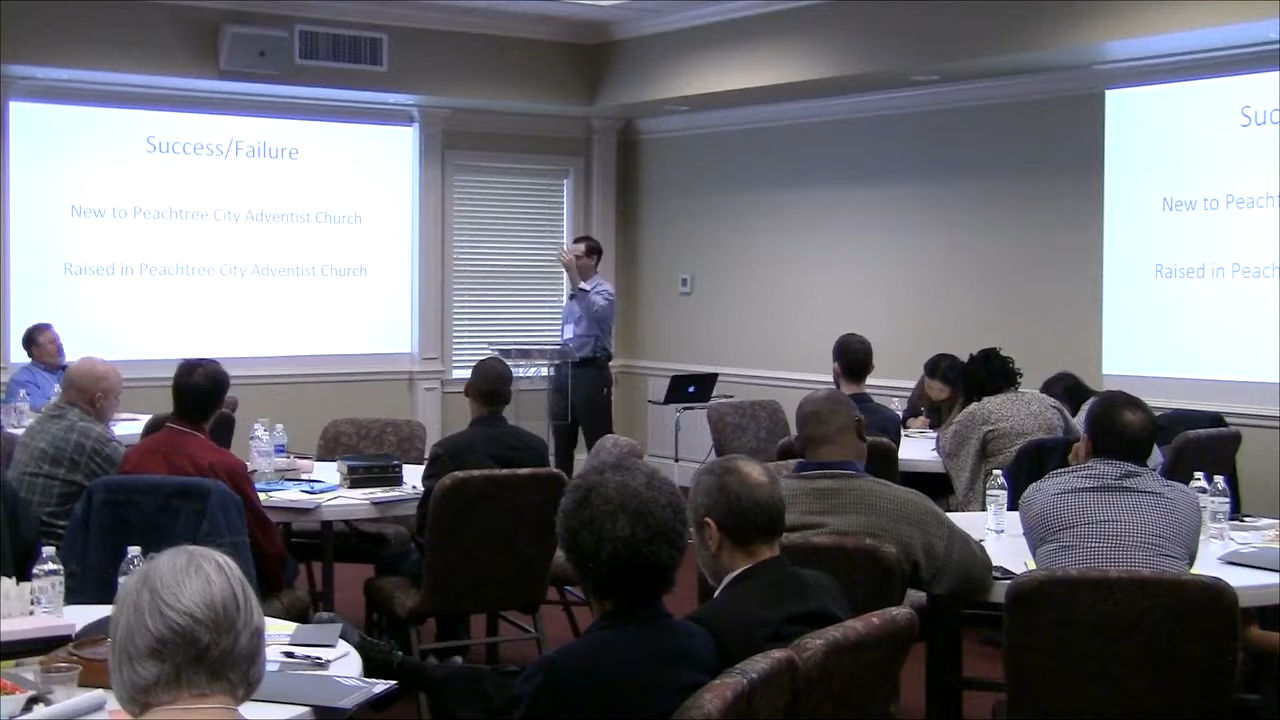 Success/Failure
New to Peachtree City Adventist Church
Raised in Peachtree City Adventist Church
Suc
New to Peacht
Raised in Peach